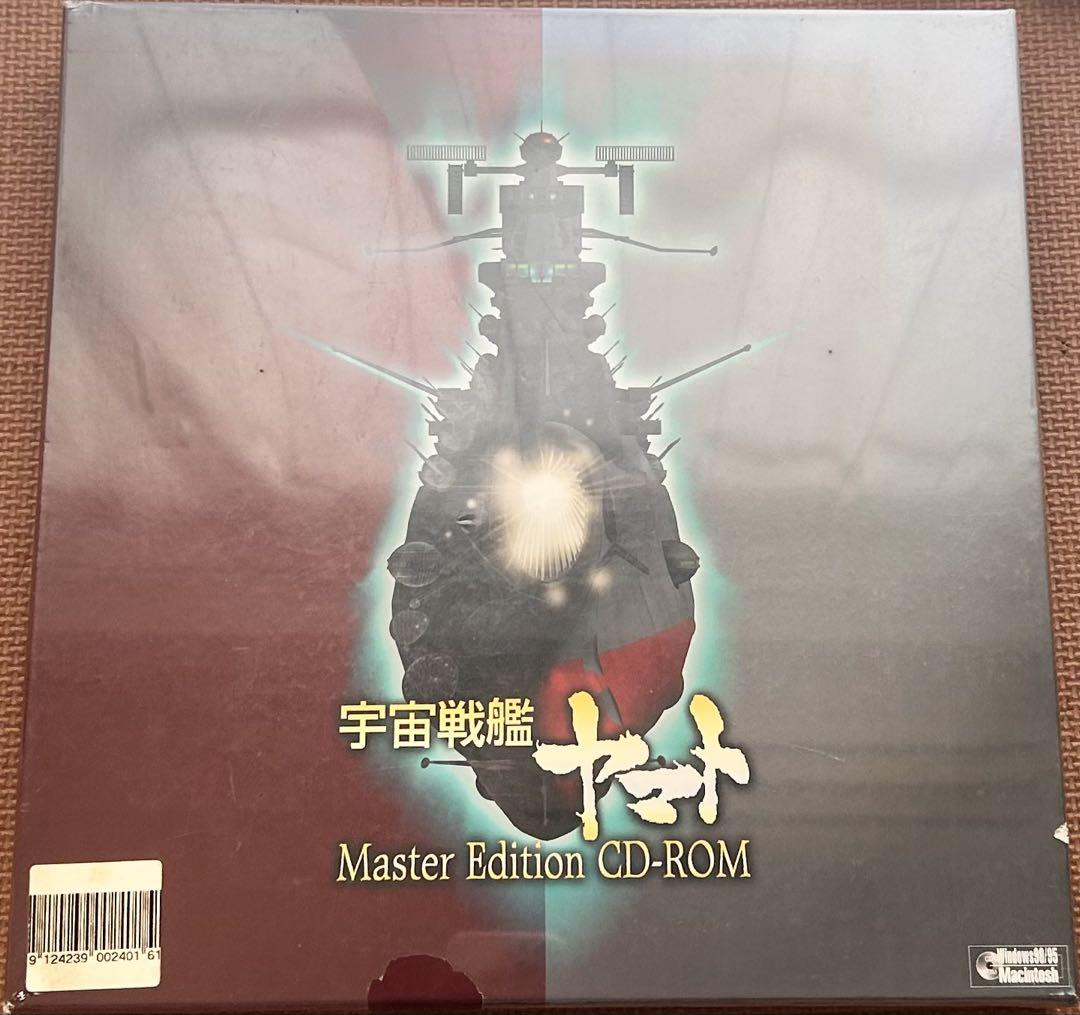 宇宙戦艦
ヤマト
Master Edition CD-ROM
9 124239 002401 61
Windows98/95
Macintosh